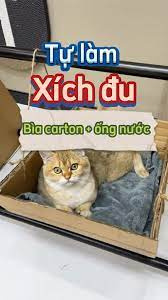 Tự làm
Xích đu
Bìa carton + ống nước